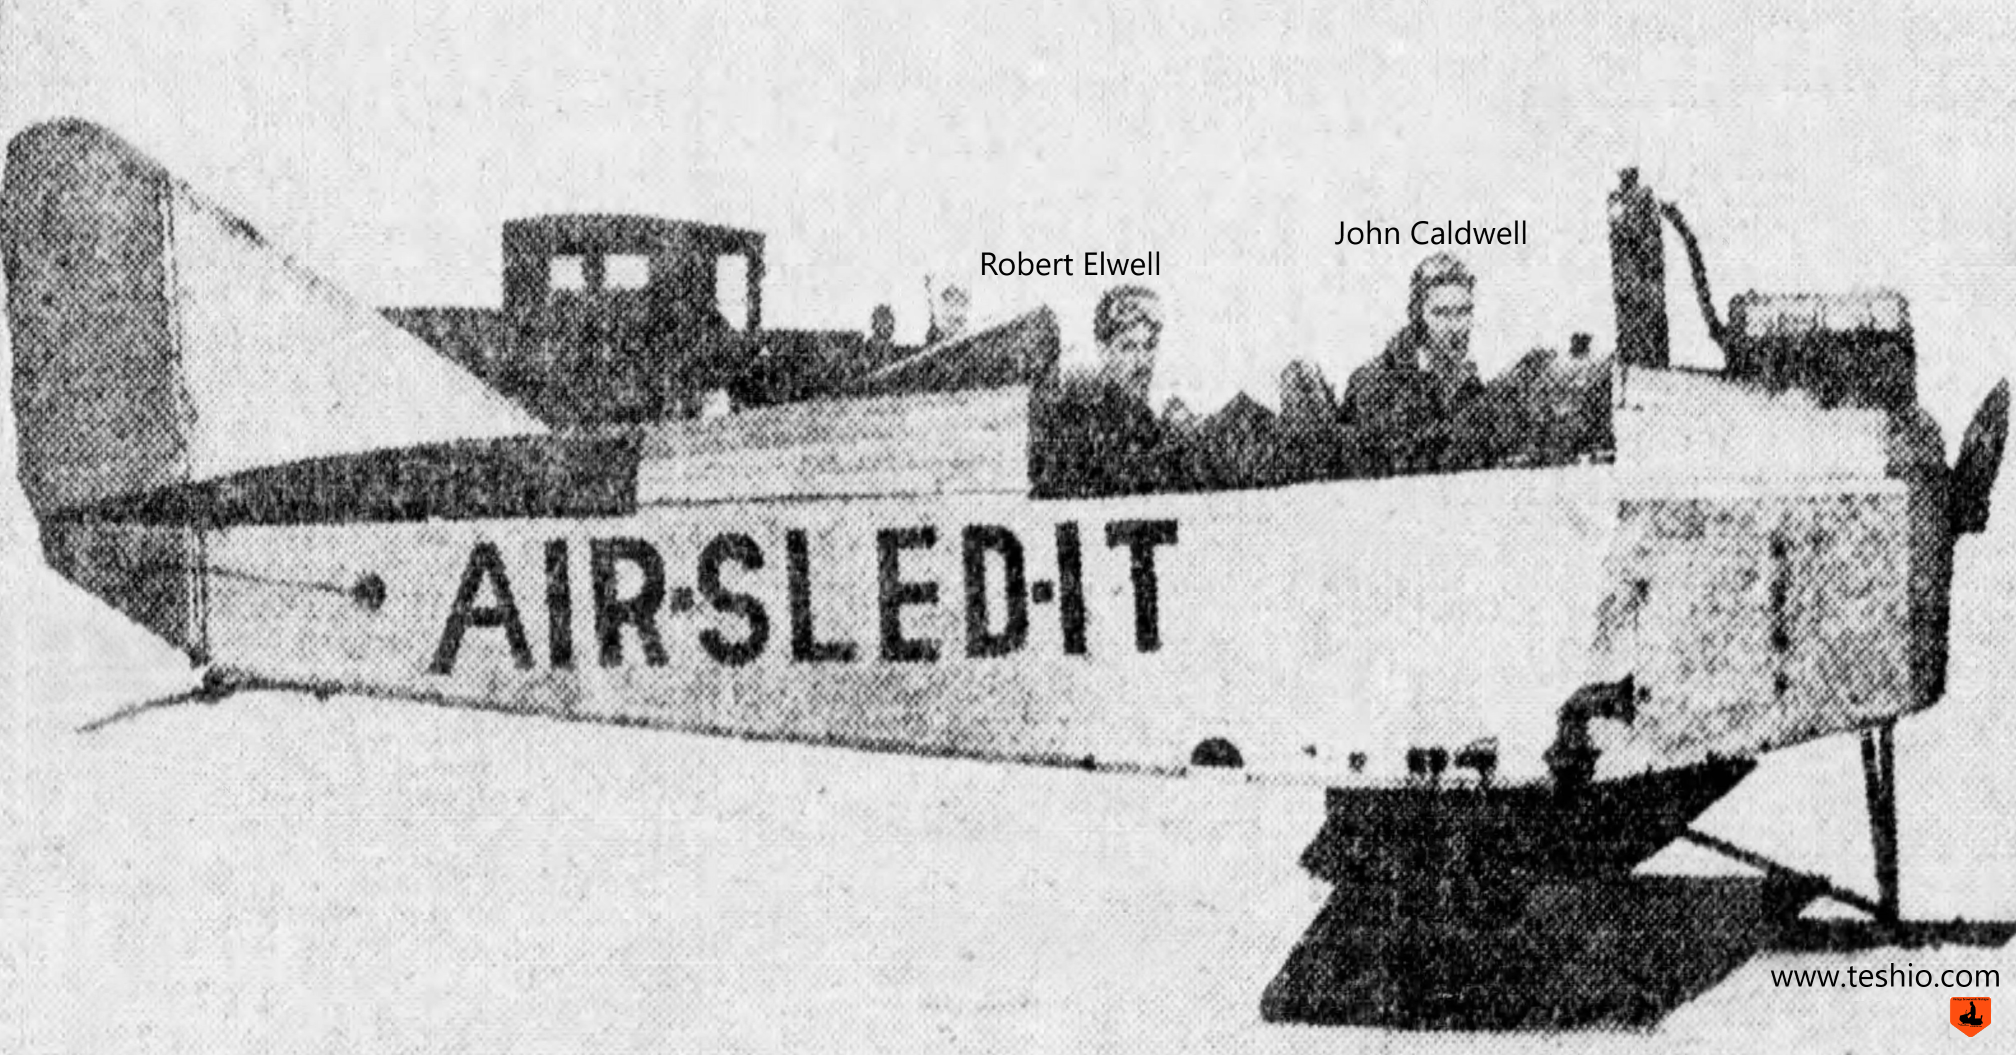 John Caldwell
Robert Elwell
AIR·SLED·IT
www.teshio.com